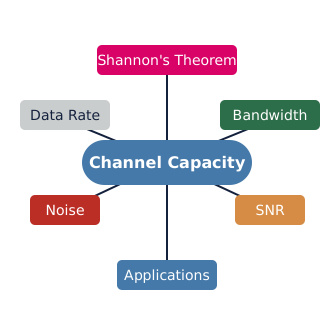 Shannon's Theorem
Data Rate
Bandwidth
Channel Capacity
Noise
SNR
Applications